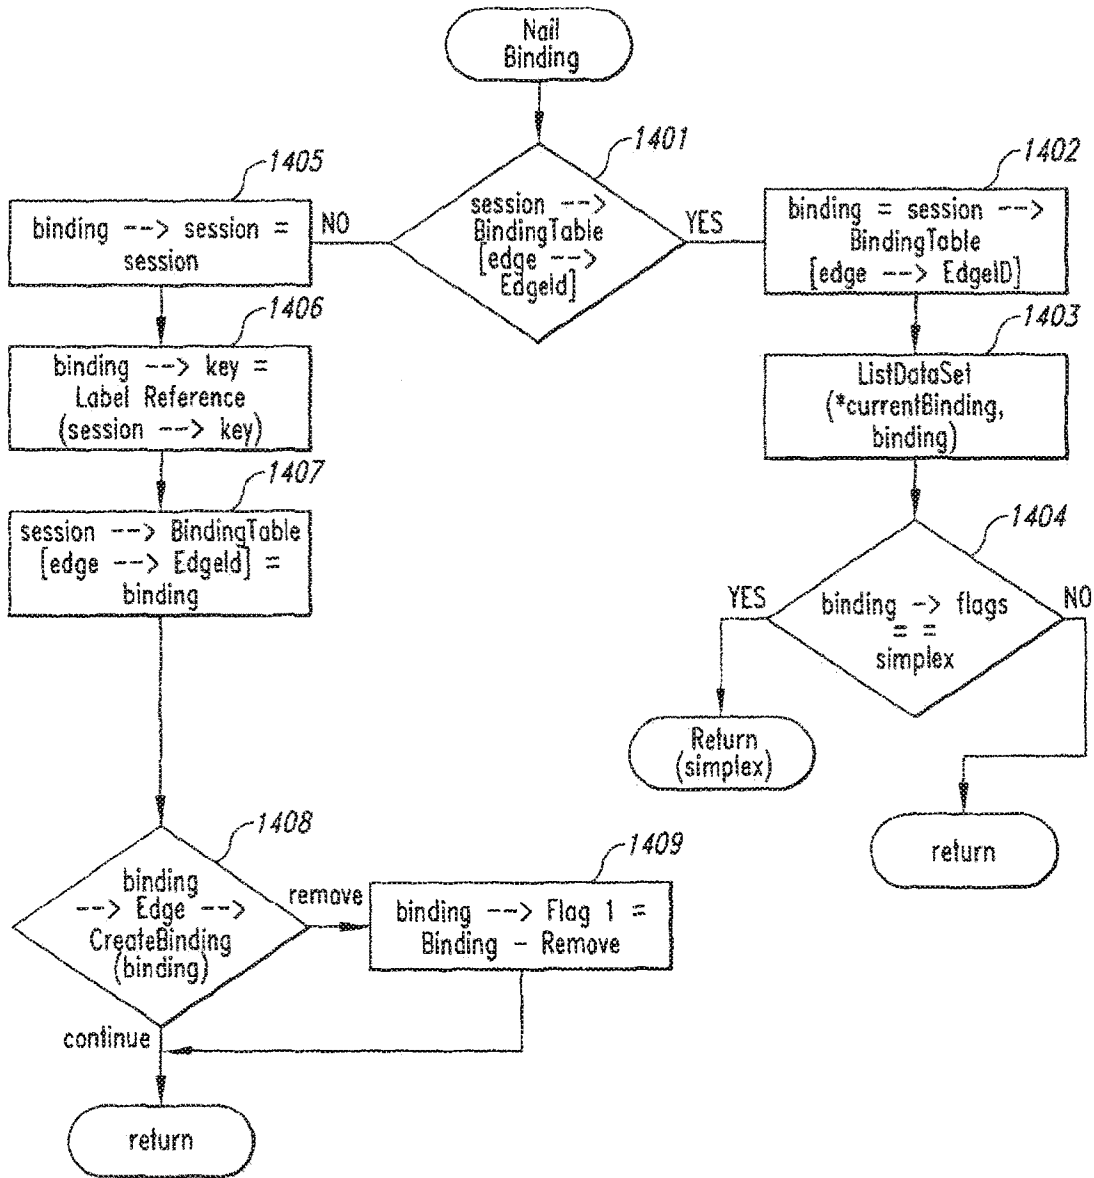 Nail
Binding
1401
session --> 
BindingTable
[edge -->
EdgeId]
NO
YES
1405
binding --> session =
session
1406
binding --> key =
Label Reference
(session --> key)
1407
session --> BindingTable
[edge --> EdgeId] =
binding
1408
binding
--> Edge -->
CreateBinding
(binding)
remove
continue
1409
binding --> Flag 1 =
Binding - Remove
return
1402
binding = session -->
BindingTable
[edge --> EdgeID]
1403
ListDataSet
(*currentBinding,
binding)
1404
binding -> flags
= =
simplex
YES
NO
Return
(simplex)
return